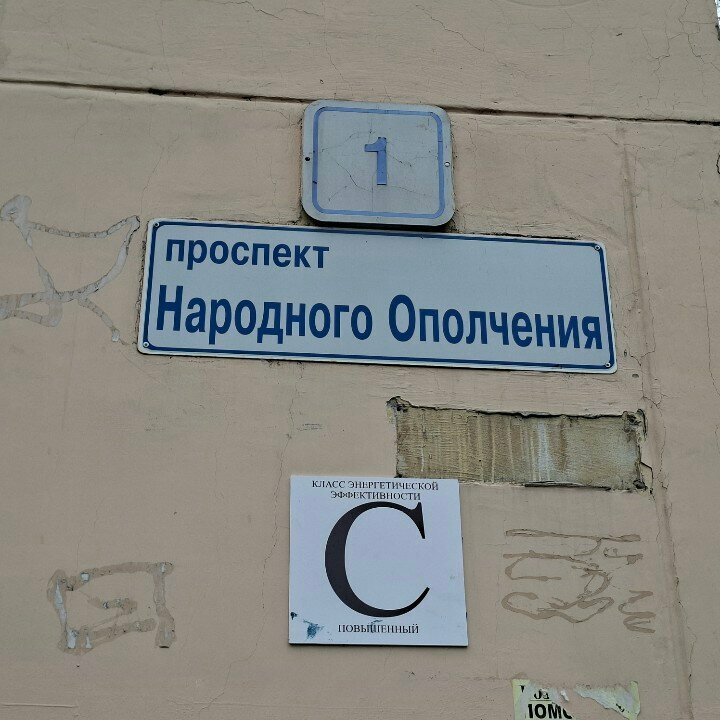 1
проспект
Народного Ополчения
КЛАСС ЭНЕРГЕТИЧЕСКОЙ
ЭФФЕКТИВНОСТИ
C
ПОВЫШЕННЫЙ